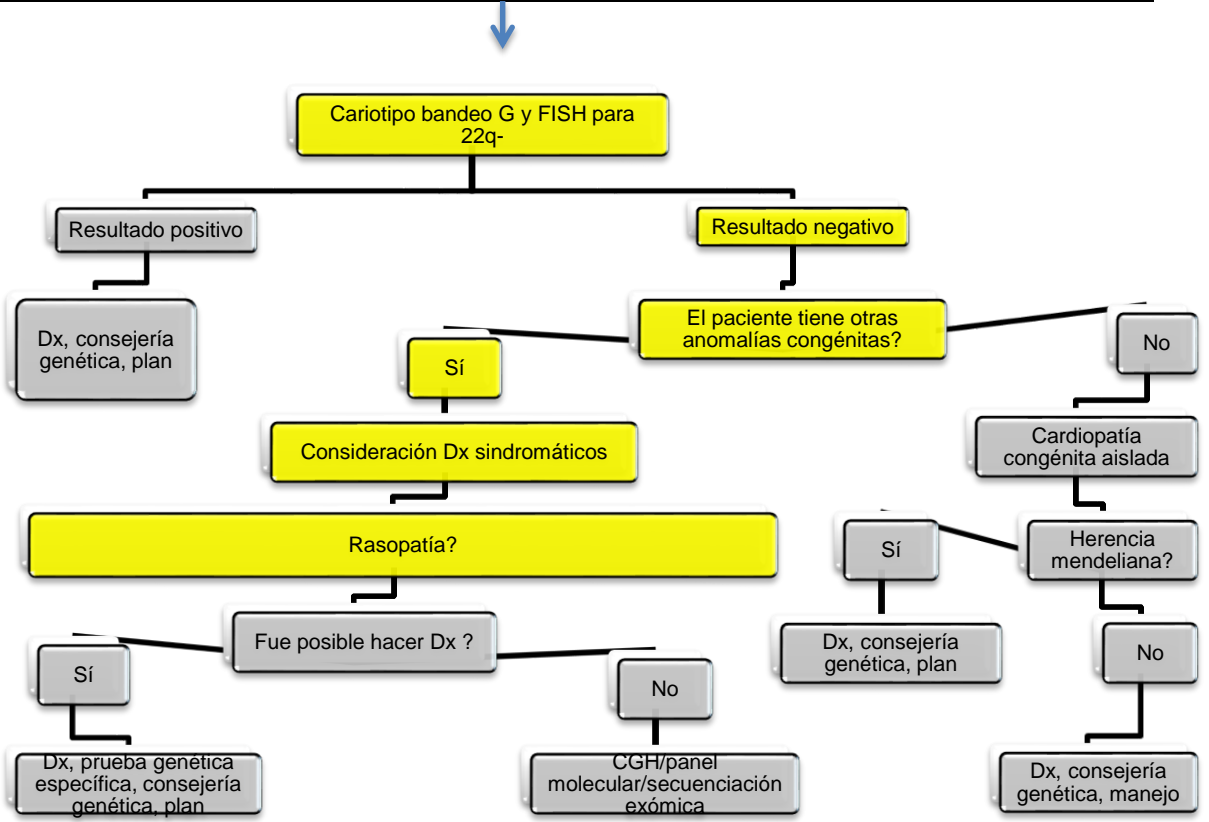 Cariotipo bandeo G y FISH para
22q-
Resultado positivo
Resultado negativo
Dx, consejería
genética, plan
El paciente tiene otras
anomalías congénitas?
Sí
No
Consideración Dx sindromáticos
Cardiopatía
congénita aislada
Rasopatía?
Sí
Herencia
mendeliana?
Fue posible hacer Dx ?
Dx, consejería
genética, plan
No
Sí
No
Dx, prueba genética
específica, consejería
genética, plan
CGH/panel
molecular/secuenciación
exómica
Dx, consejería
genética, manejo